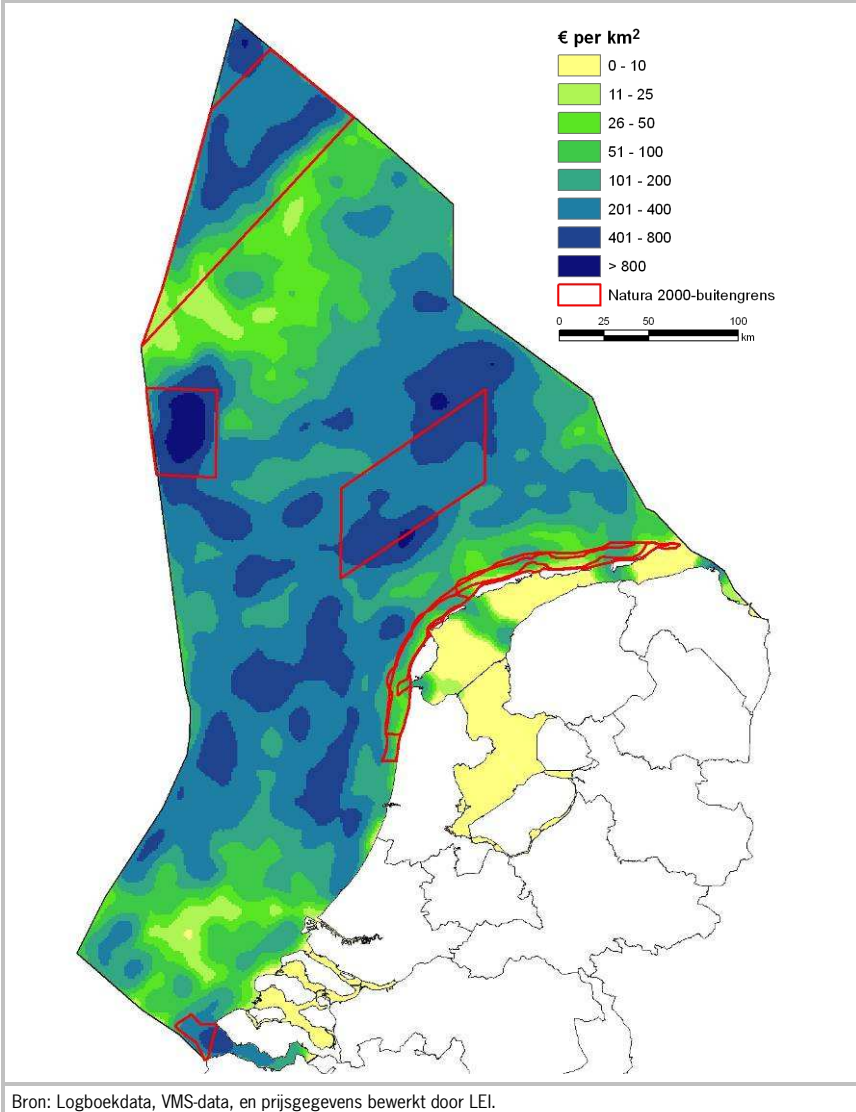 € per km²
0 - 10
11 - 25
26 - 50
51 - 100
101 - 200
201 - 400
401 - 800
> 800
Natura 2000-buitengrens
0 25 50 100
km
Bron: Logboekdata, VMS-data, en prijsgegevens bewerkt door LEI.